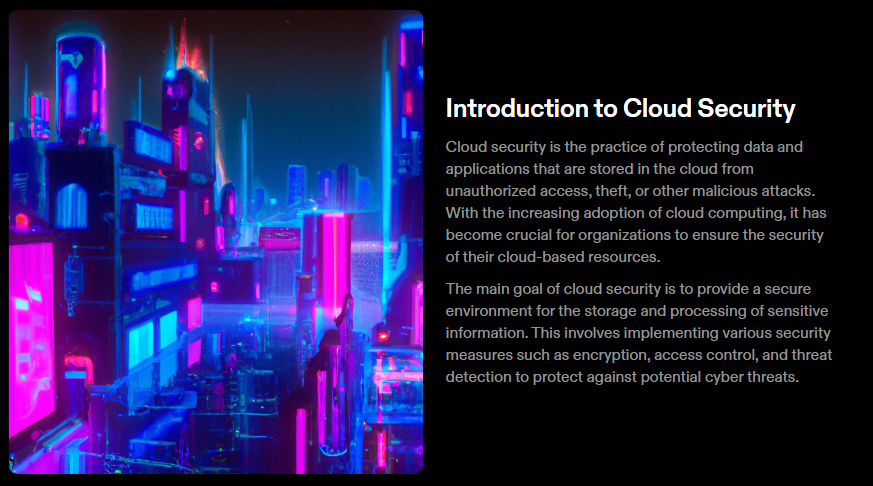 Introduction to Cloud Security
Cloud security is the practice of protecting data and
applications that are stored in the cloud from
unauthorized access, theft, or other malicious attacks.
With the increasing adoption of cloud computing, it has
become crucial for organizations to ensure the security
of their cloud-based resources.
The main goal of cloud security is to provide a secure
environment for the storage and processing of sensitive
information. This involves implementing various security
measures such as encryption, access control, and threat
detection to protect against potential cyber threats.